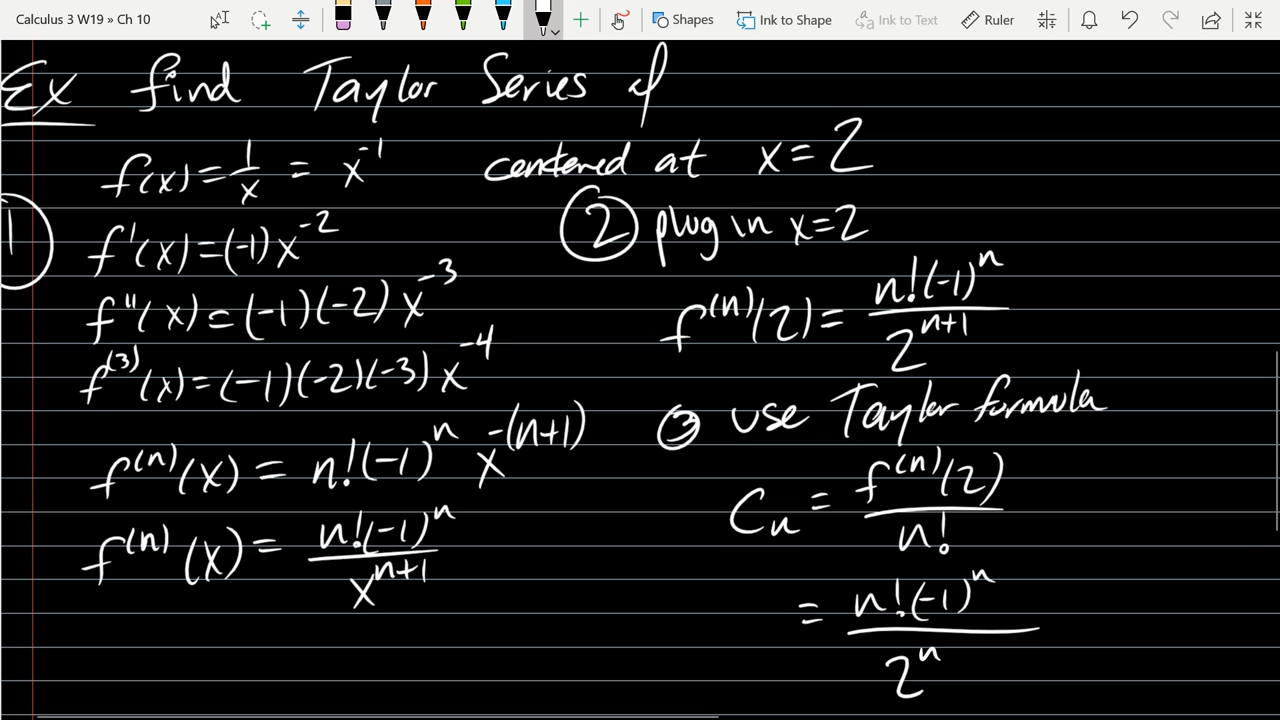 Calculus 3 W19 » Ch 10
Shapes
Ink to Shape
Ink to Text
Ruler
Ex find Taylor Series of
f(x) = 1/x = x^-1 centered at x=2
① f'(x) = (-1)x^-2
f''(x) = (-1)(-2)x^-3
f^(3)(x) = (-1)(-2)(-3)x^-4
f^(n)(x) = n!(-1)^n x^-(n+1)
f^(n)(x) = n!(-1)^n / x^(n+1)
② plug in x=2
f^(n)(2) = n!(-1)^n / 2^(n+1)
③ use Taylor formula
Cn = f^(n)(2) / n!
= n!(-1)^n / 2^n